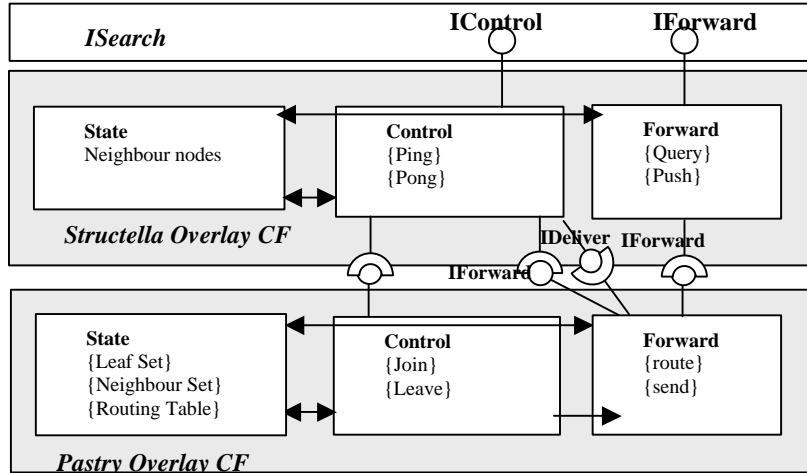 IControl
IForward
ISearch
State
Neighbour nodes
Control
{Ping}
{Pong}
Forward
{Query}
{Push}
Structella Overlay CF
IDeliver
IForward
IForward
State
{Leaf Set}
{Neighbour Set}
{Routing Table}
Control
{Join}
{Leave}
Forward
{route}
{send}
Pastry Overlay CF